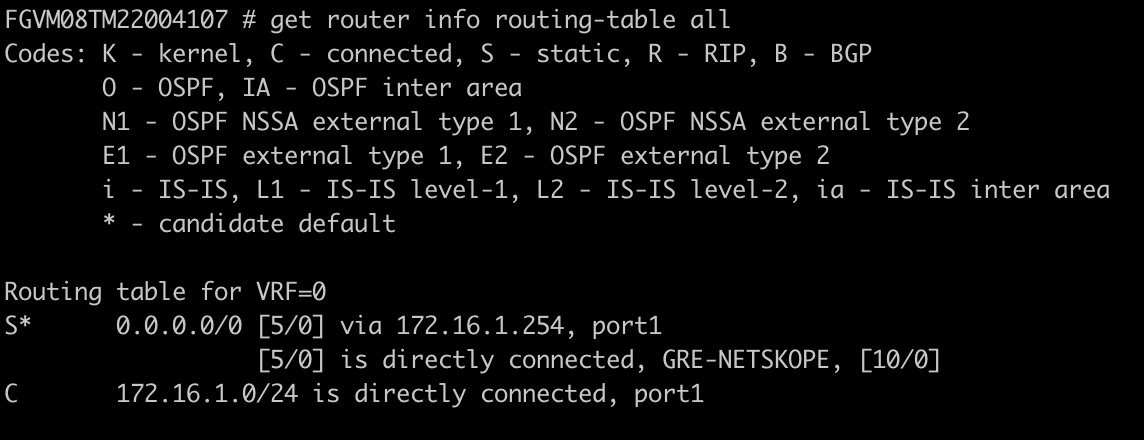 FGVM08TM22004107 # get router info routing-table all
Codes: K - kernel, C - connected, S - static, R - RIP, B - BGP
O - OSPF, IA - OSPF inter area
N1 - OSPF NSSA external type 1, N2 - OSPF NSSA external type 2
E1 - OSPF external type 1, E2 - OSPF external type 2
i - IS-IS, L1 - IS-IS level-1, L2 - IS-IS level-2, ia - IS-IS inter area
* - candidate default
Routing table for VRF=0
S* 0.0.0.0/0 [5/0] via 172.16.1.254, port1
[5/0] is directly connected, GRE-NETSKOPE, [10/0]
C 172.16.1.0/24 is directly connected, port1